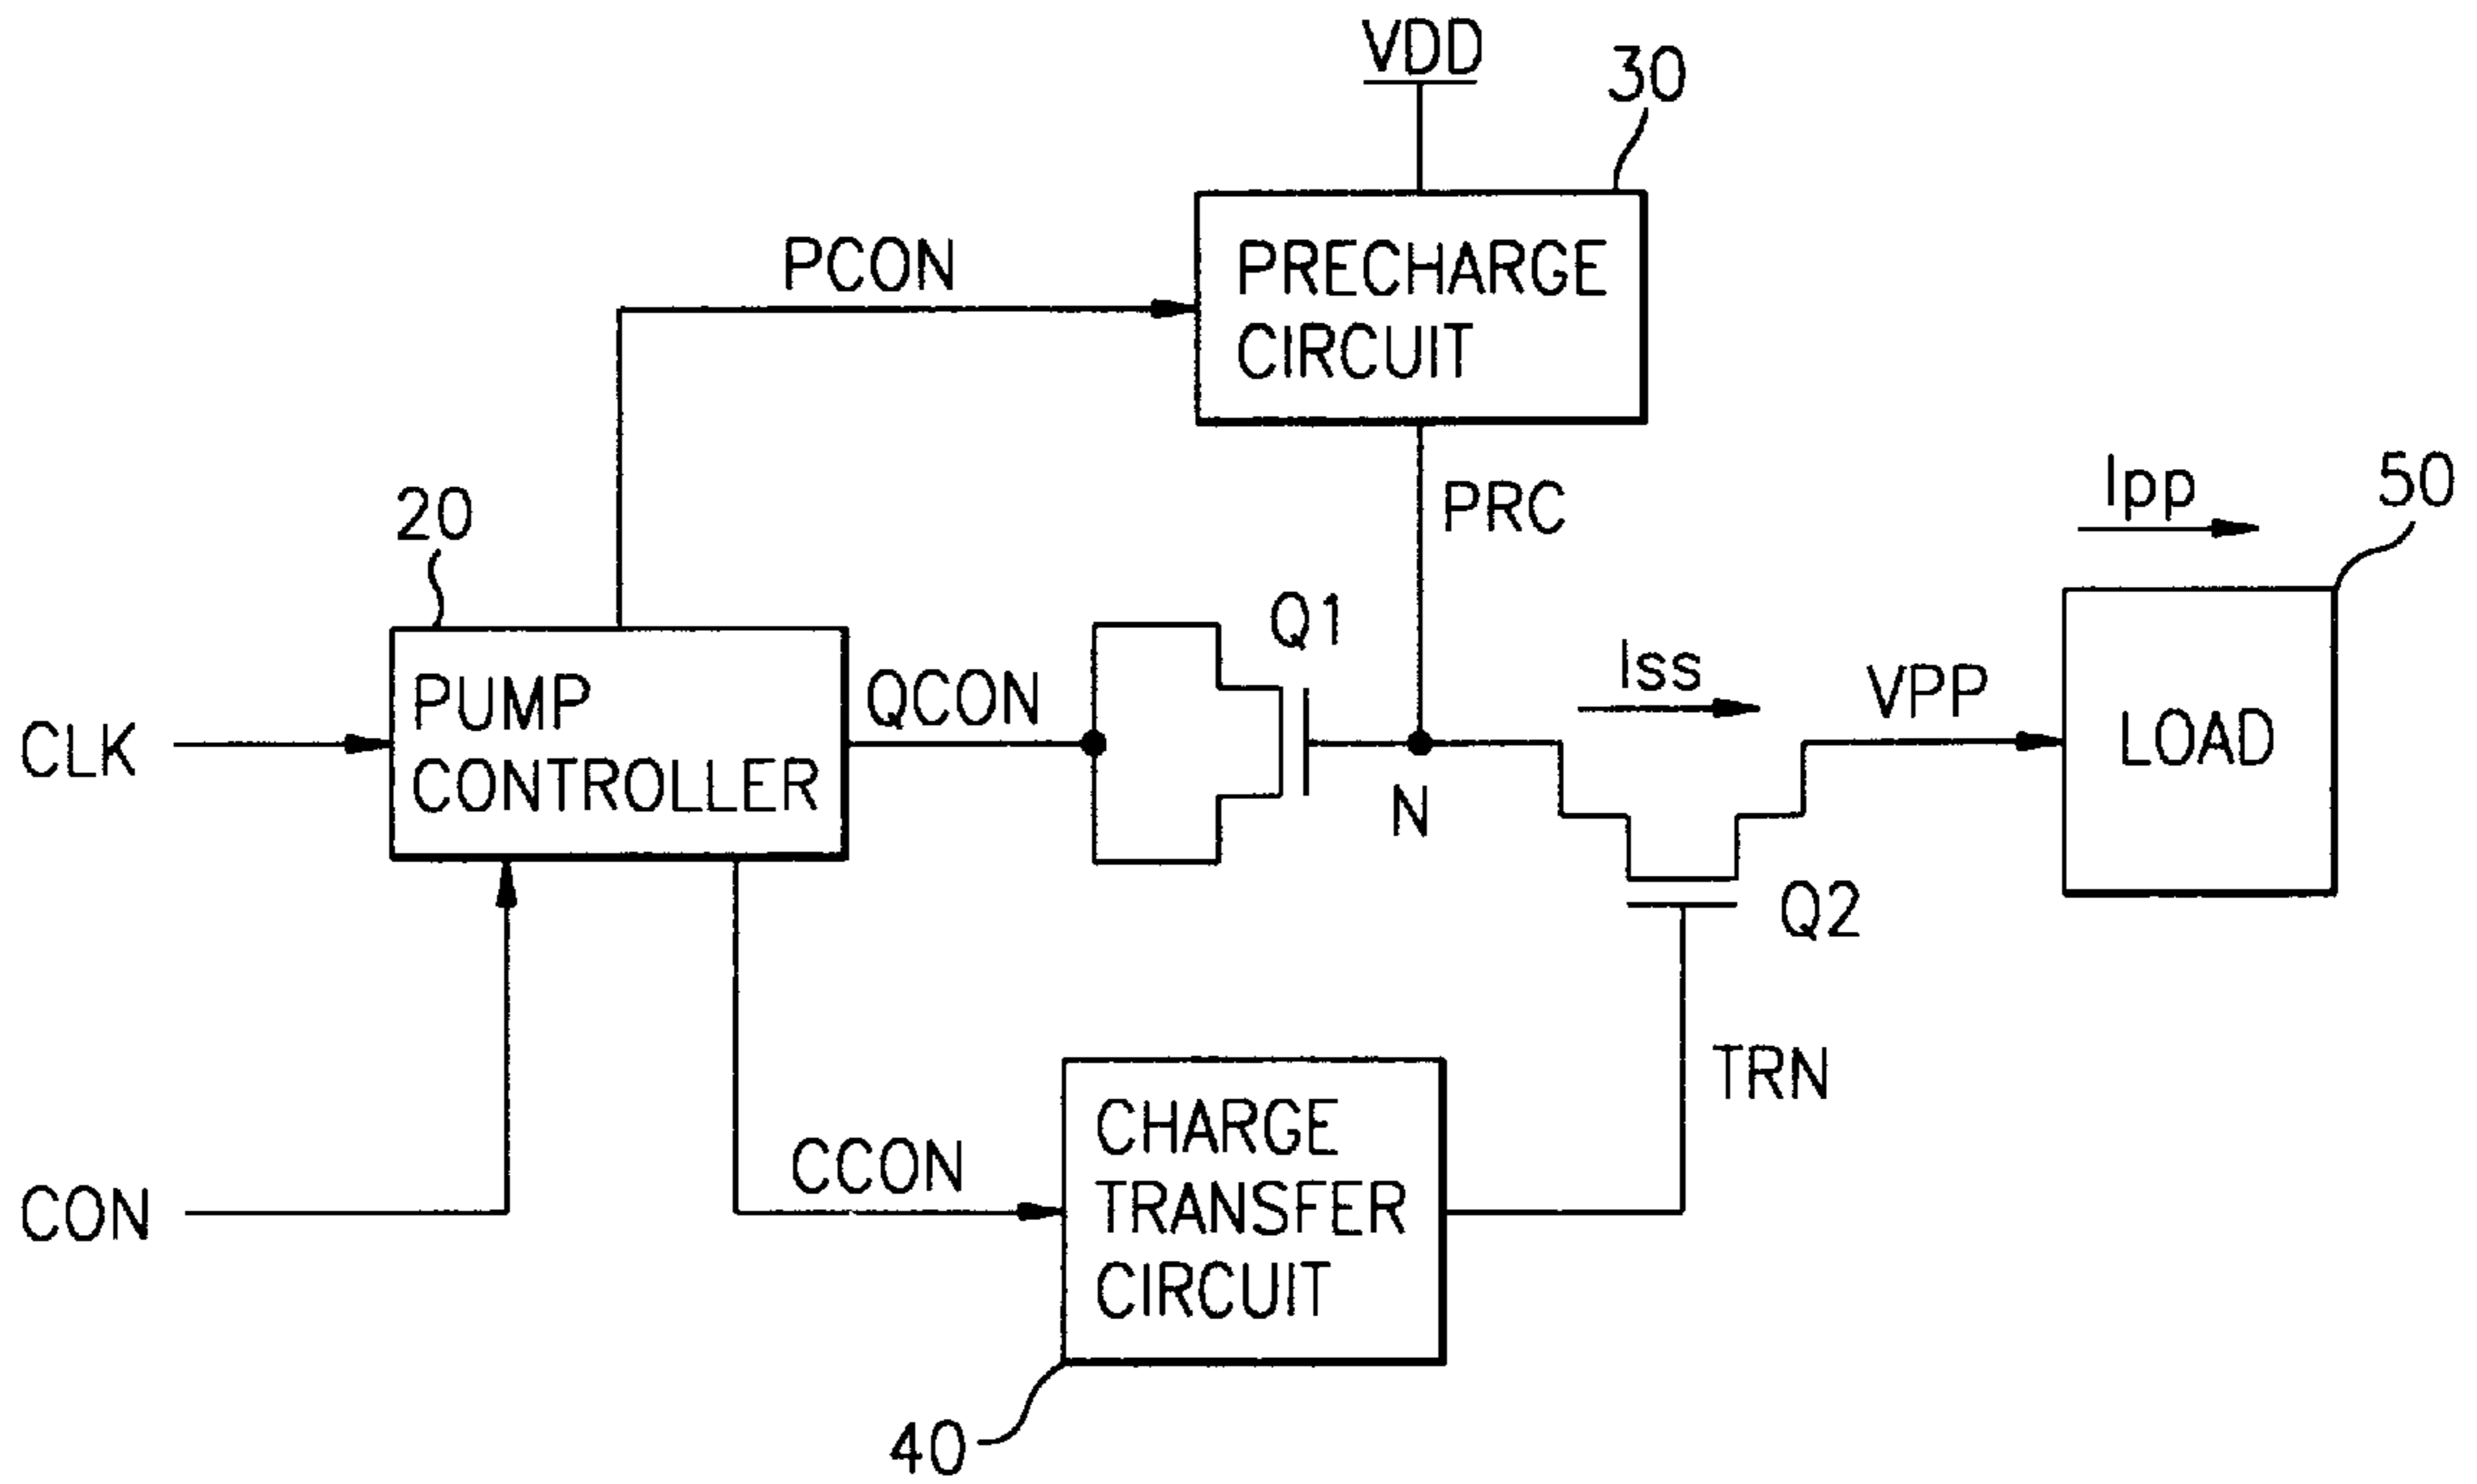 VDD
30
PCON
PRECHARGE
CIRCUIT
PRC
Ipp
50
20
Q1
PUMP
CONTROLLER
QCON
Iss
VPP
LOAD
CLK
N
Q2
TRN
CHARGE
TRANSFER
CIRCUIT
CCON
CON
40